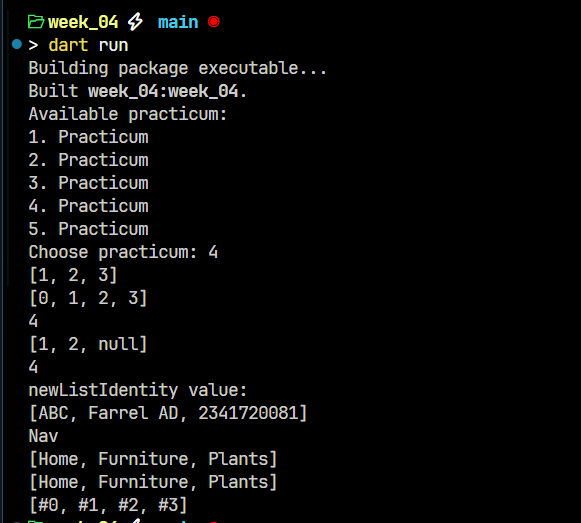 week_04 main
> dart run
Building package executable...
Built week_04:week_04.
Available practicum:
1. Practicum
2. Practicum
3. Practicum
4. Practicum
5. Practicum
Choose practicum: 4
[1, 2, 3]
[0, 1, 2, 3]
4
[1, 2, null]
4
newListIdentity value:
[ABC, Farrel AD, 2341720081]
Nav
[Home, Furniture, Plants]
[Home, Furniture, Plants]
[#0, #1, #2, #3]
week_04 main